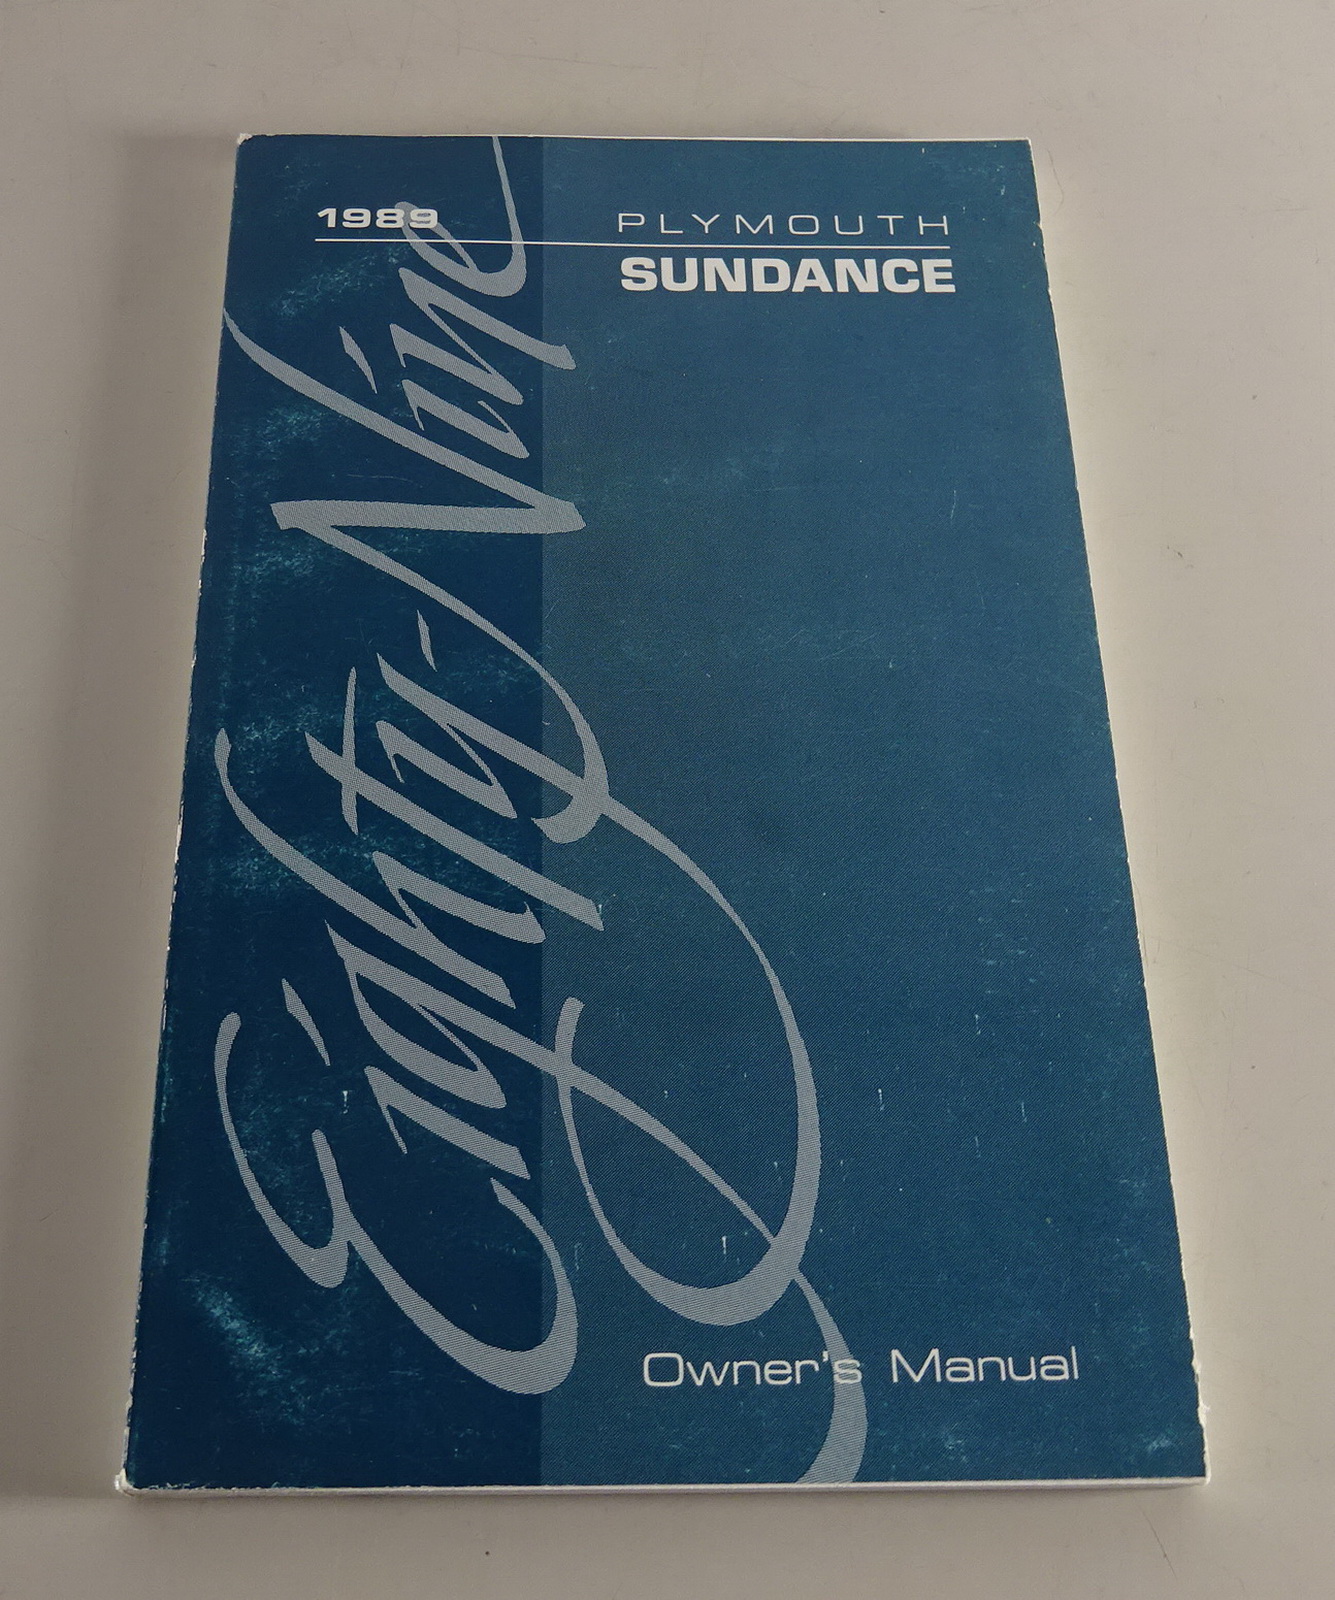 1989 PLYMOUTH
SUNDANCE
Eighty-Nine
Owner's Manual